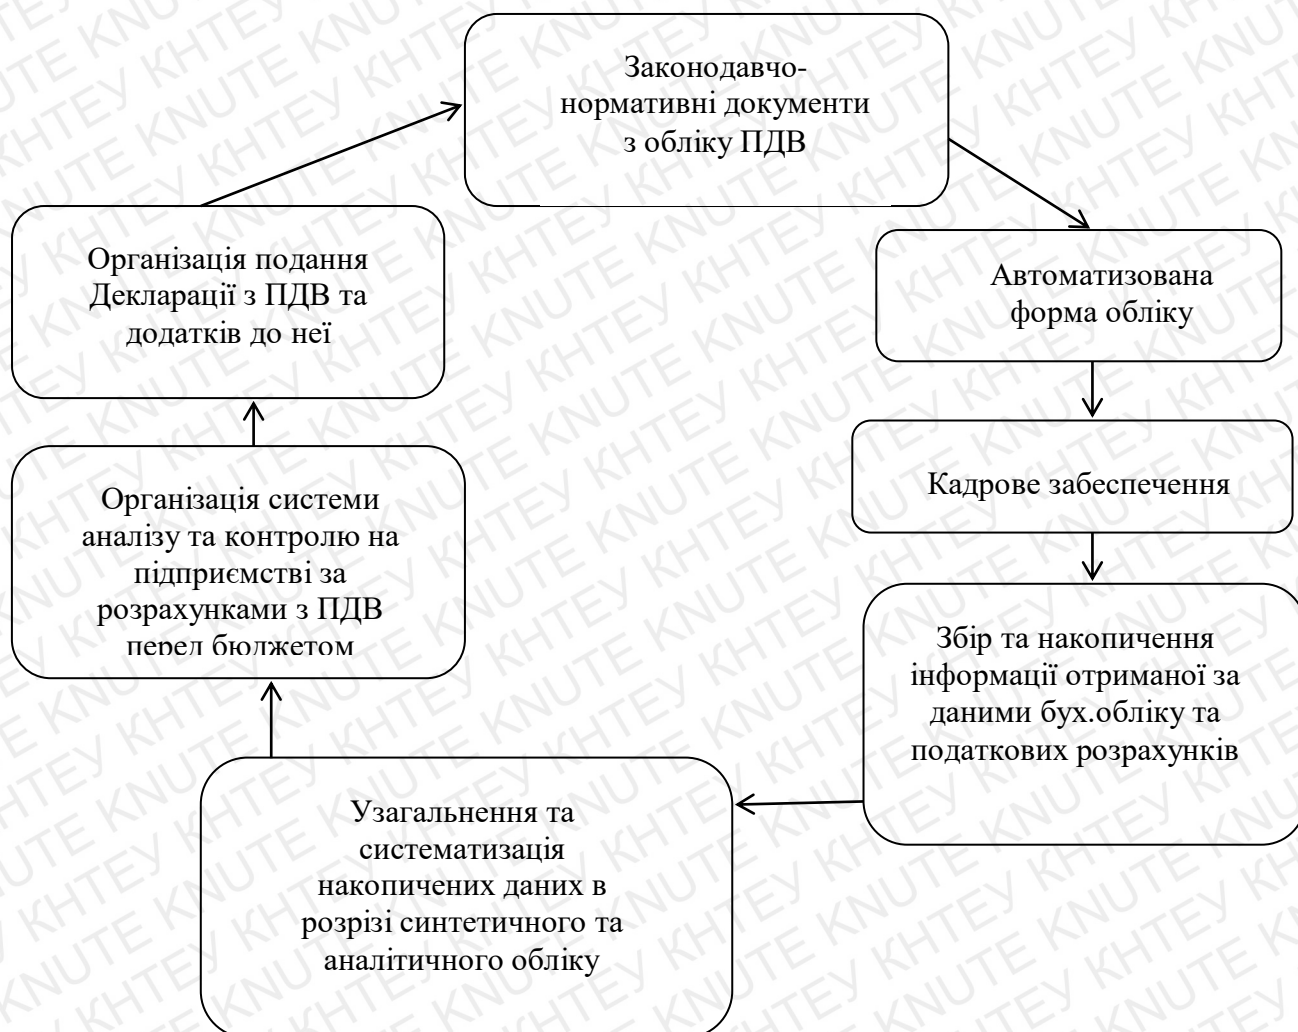 Законодавчо-
нормативні документи
з обліку ПДВ
Автоматизована
форма обліку
Кадрове забеспечення
Збір та накопичення
інформації отриманої за
даними бух.обліку та
податкових розрахунків
Узагальнення та
систематизація
накопичених даних в
розрізі синтетичного та
аналітичного обліку
Організація системи
аналізу та контролю на
підприємстві за
розрахунками з ПДВ
перед бюджетом
Організація подання
Декларації з ПДВ та
додатків до неї